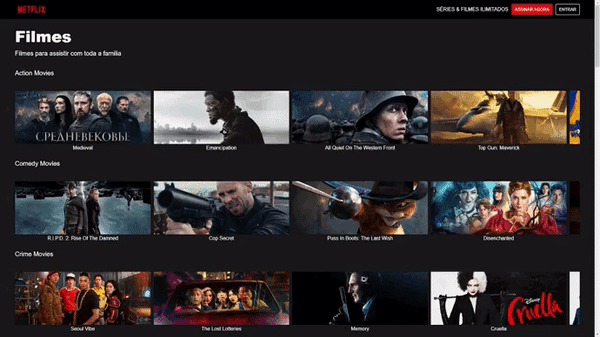 NETFLIX
SÉRIES & FILMES ILIMITADOS
ASSINAR AGORA
ENTRAR
Filmes
Filmes para assistir com toda a familia
Action Movies
СРЕДНЕВЕКОВЬЕ
Medieval
Emancipation
All Quiet On The Western Front
Top Gun: Maverick
Comedy Movies
R.I.P.D. 2: Rise Of The Damned
Cop Secret
Puss In Boots: The Last Wish
Disenchanted
Crime Movies
Disney
Cruella
Seoul Vibe
The Lost Lotteries
Memory
Cruella